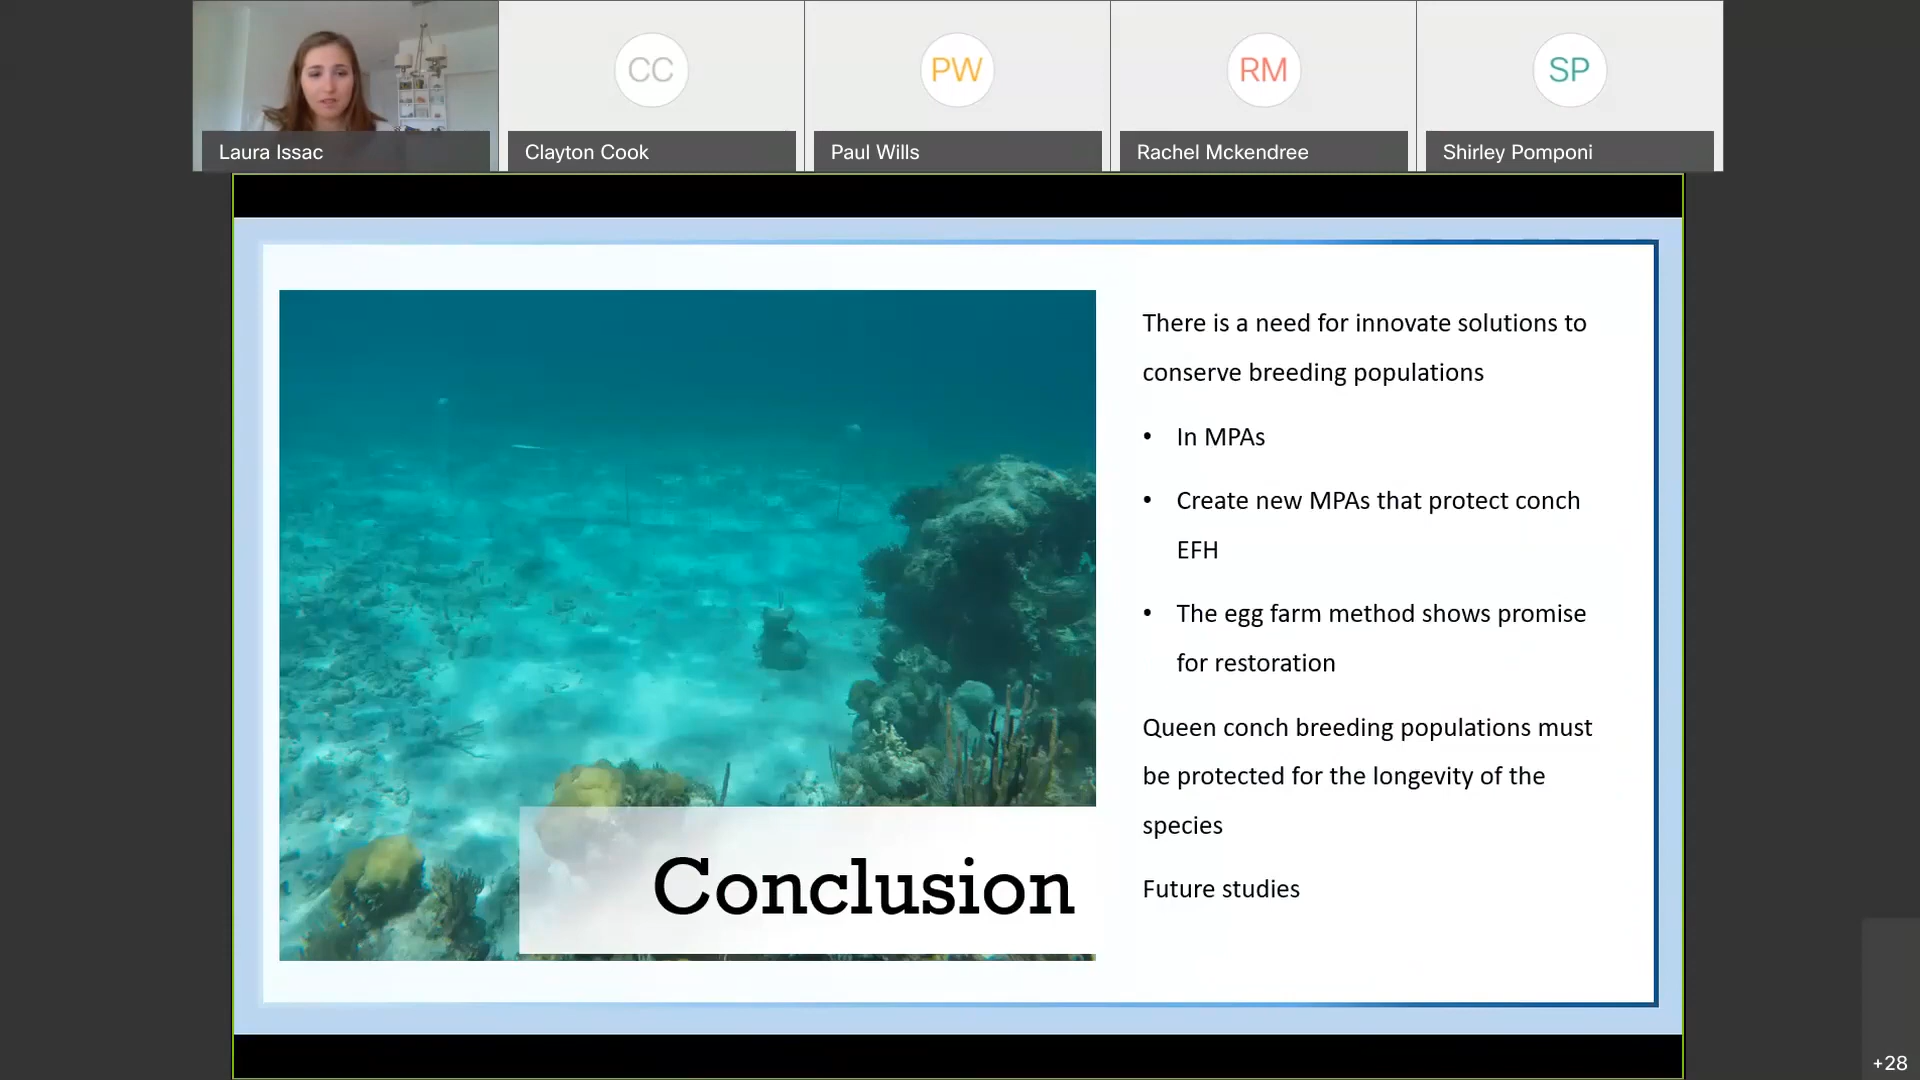 CC
PW
RM
SP
Laura Issac
Clayton Cook
Paul Wills
Rachel Mckendree
Shirley Pomponi
There is a need for innovate solutions to
conserve breeding populations
• In MPAs
• Create new MPAs that protect conch
EFH
• The egg farm method shows promise
for restoration
Queen conch breeding populations must
be protected for the longevity of the
species
Future studies
Conclusion
+28